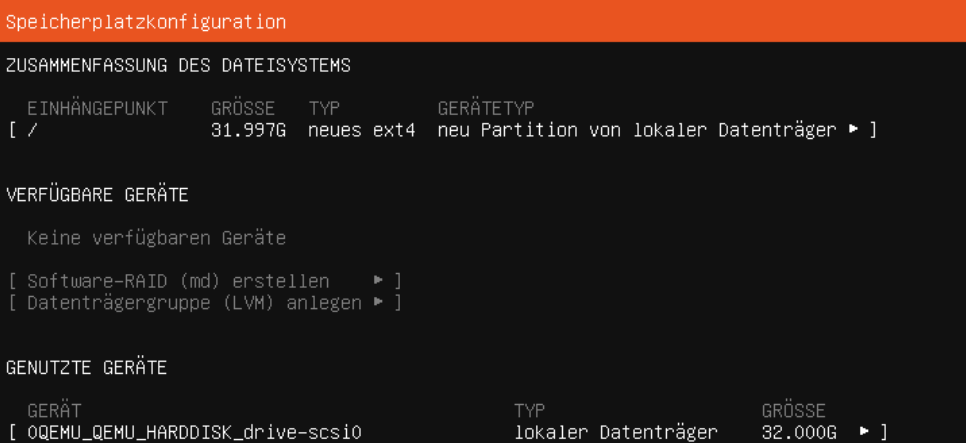 Speicherplatzkonfiguration
ZUSAMMENFASSUNG DES DATEISYSTEMS
EINHÄNGEPUNKT GRÖSSE TYP GERÄTETYP
[ / 31.997G neues ext4 neu Partition von lokaler Datenträger ▸ ]
VERFÜGBARE GERÄTE
Keine verfügbaren Geräte
[ Software-RAID (md) erstellen ▸ ]
[ Datenträgergruppe (LVM) anlegen ▸ ]
GENUTZTE GERÄTE
GERÄT TYP GRÖSSE
[ 0QEMU_QEMU_HARDDISK_drive-scsi0 lokaler Datenträger 32.000G ▸ ]